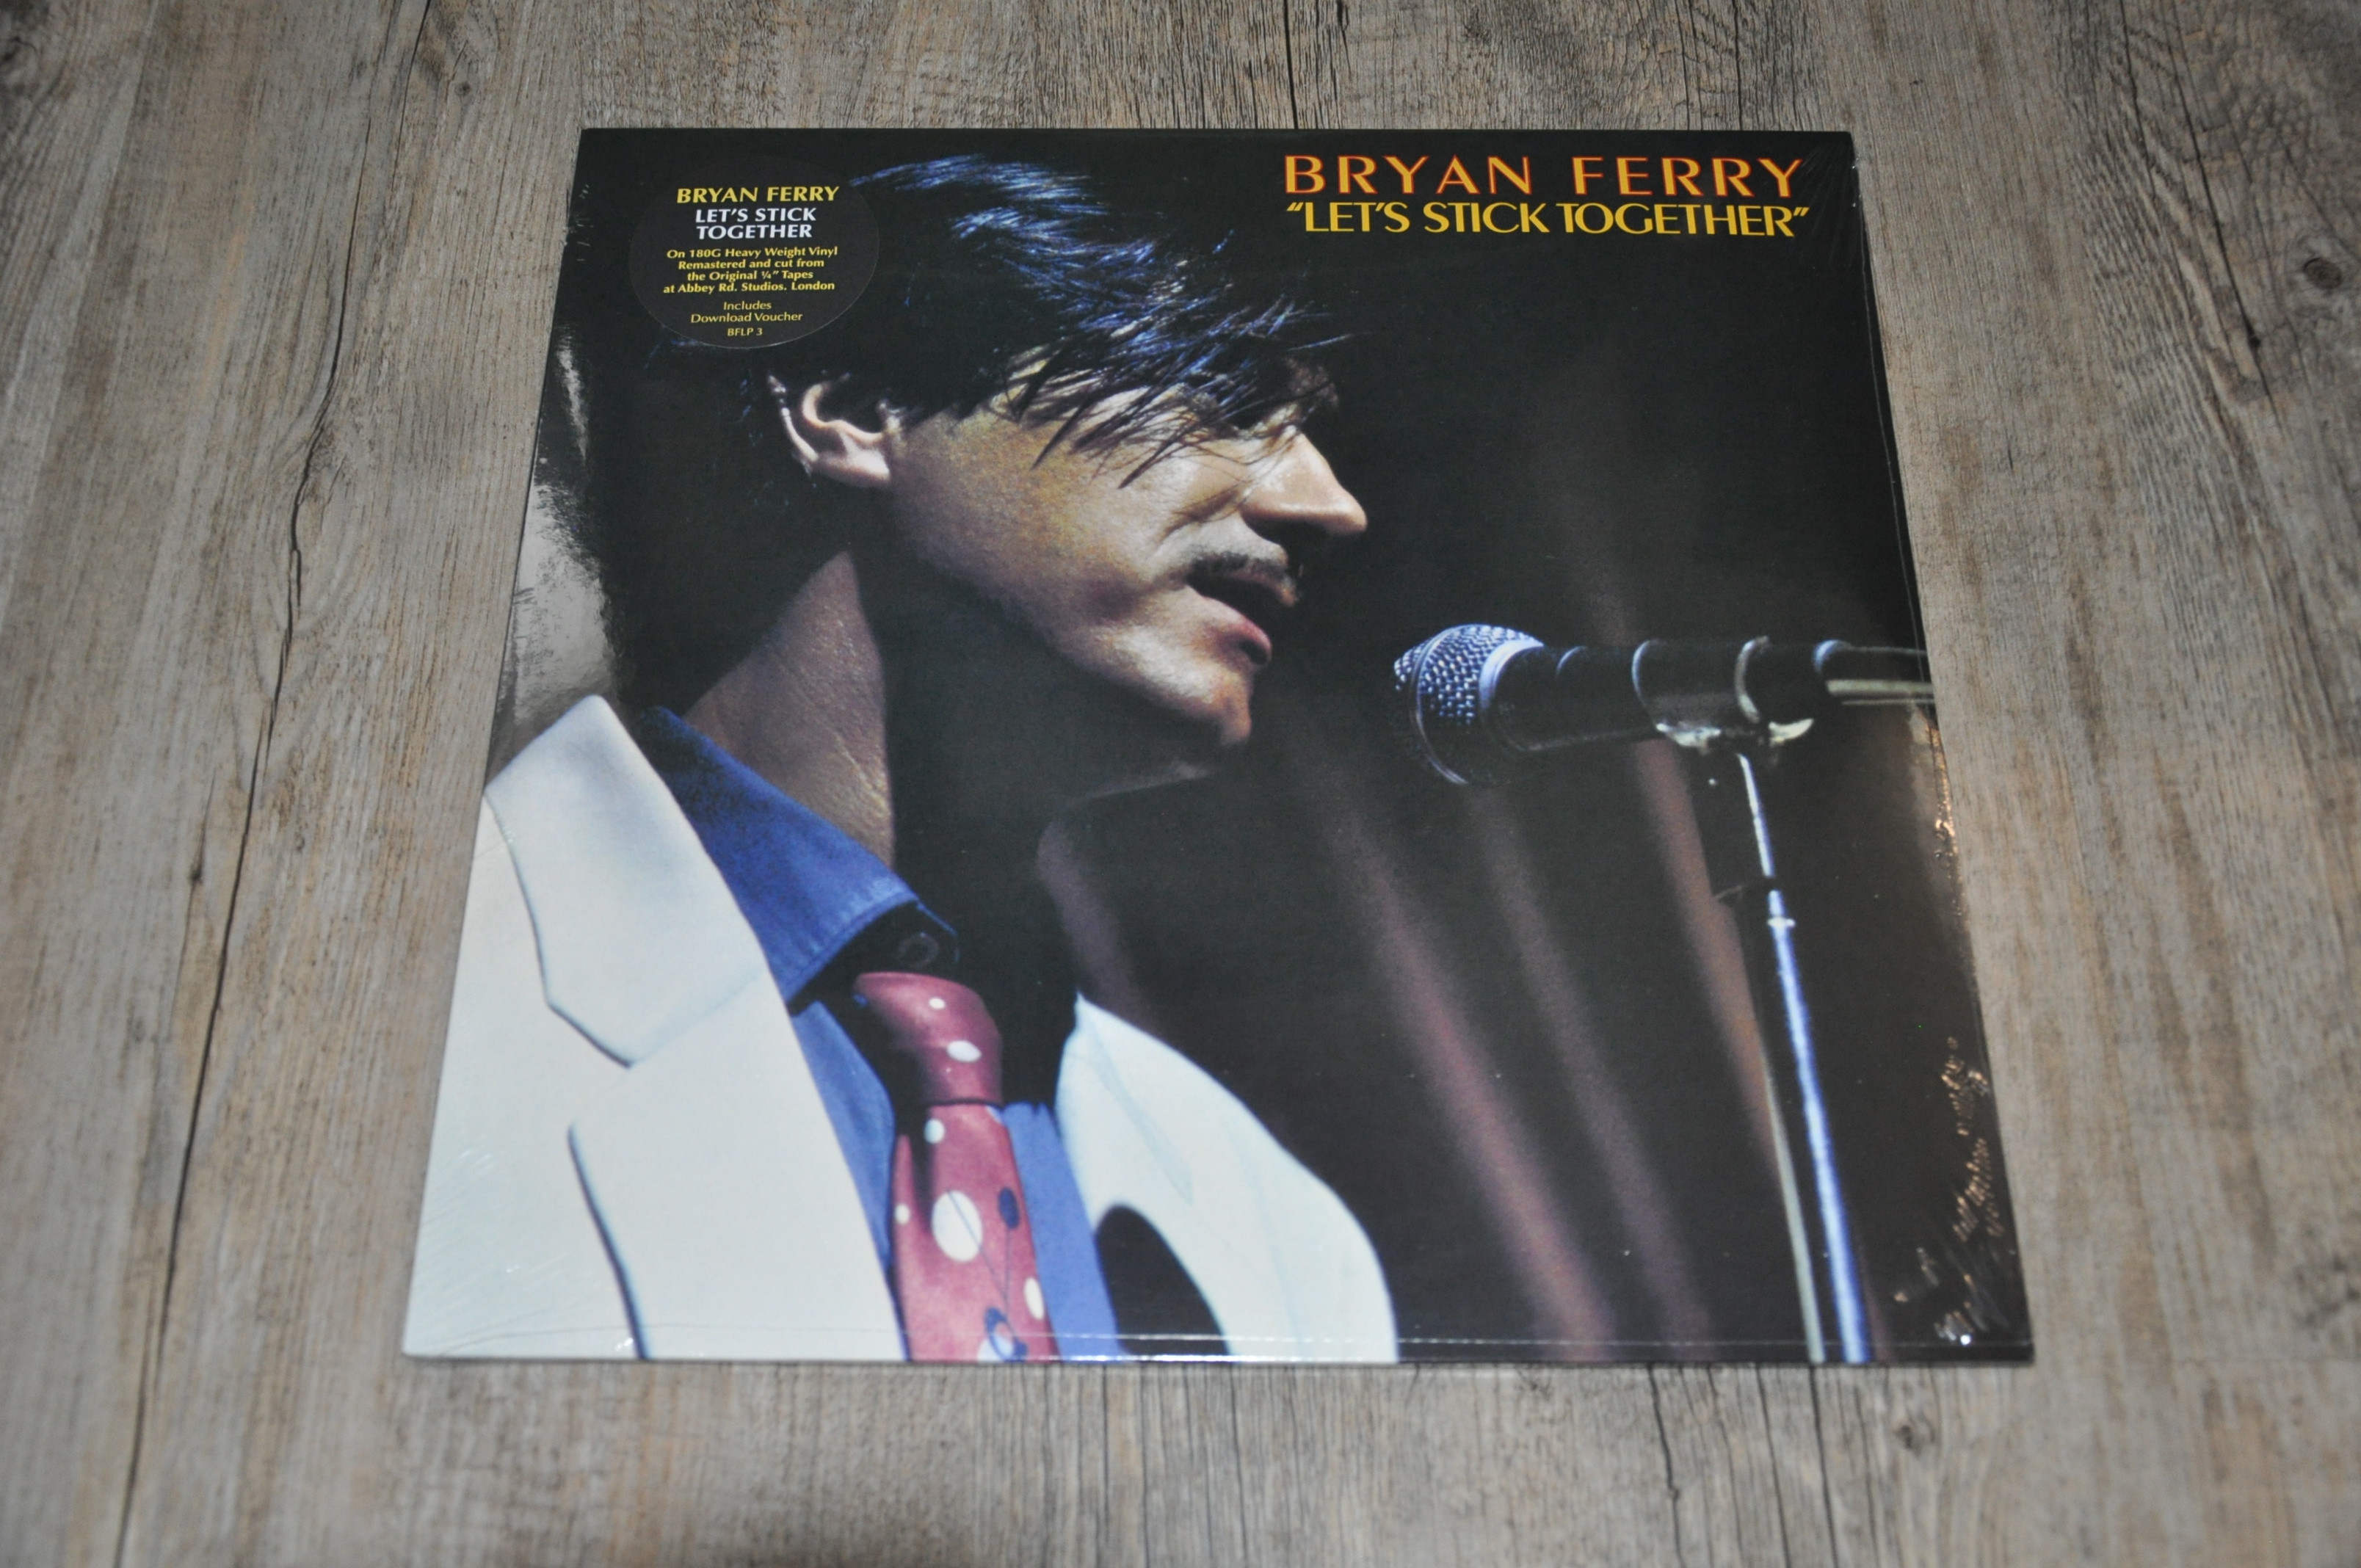 BRYAN FERRY
"LET'S STICK TOGETHER"
BRYAN FERRY
LET'S STICK
TOGETHER
On 180G Heavy Weight Vinyl
Remastered and cut from
the Original ¼" Tapes
at Abbey Rd. Studios. London
Includes
Download Voucher
BFLP 3